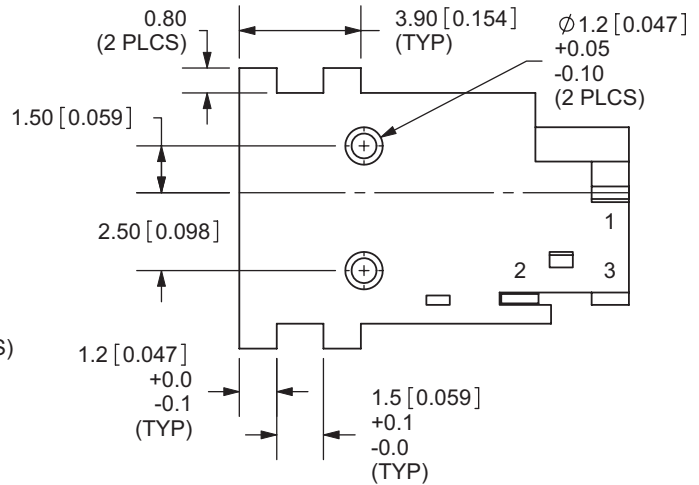 0.80
(2 PLCS)
3.90 [0.154]
(TYP)
∅1.2 [0.047]
+0.05
-0.10
(2 PLCS)
1.50 [0.059]
2.50 [0.098]
1
2
3
S)
1.2 [0.047]
+0.0
-0.1
(TYP)
1.5 [0.059]
+0.1
-0.0
(TYP)